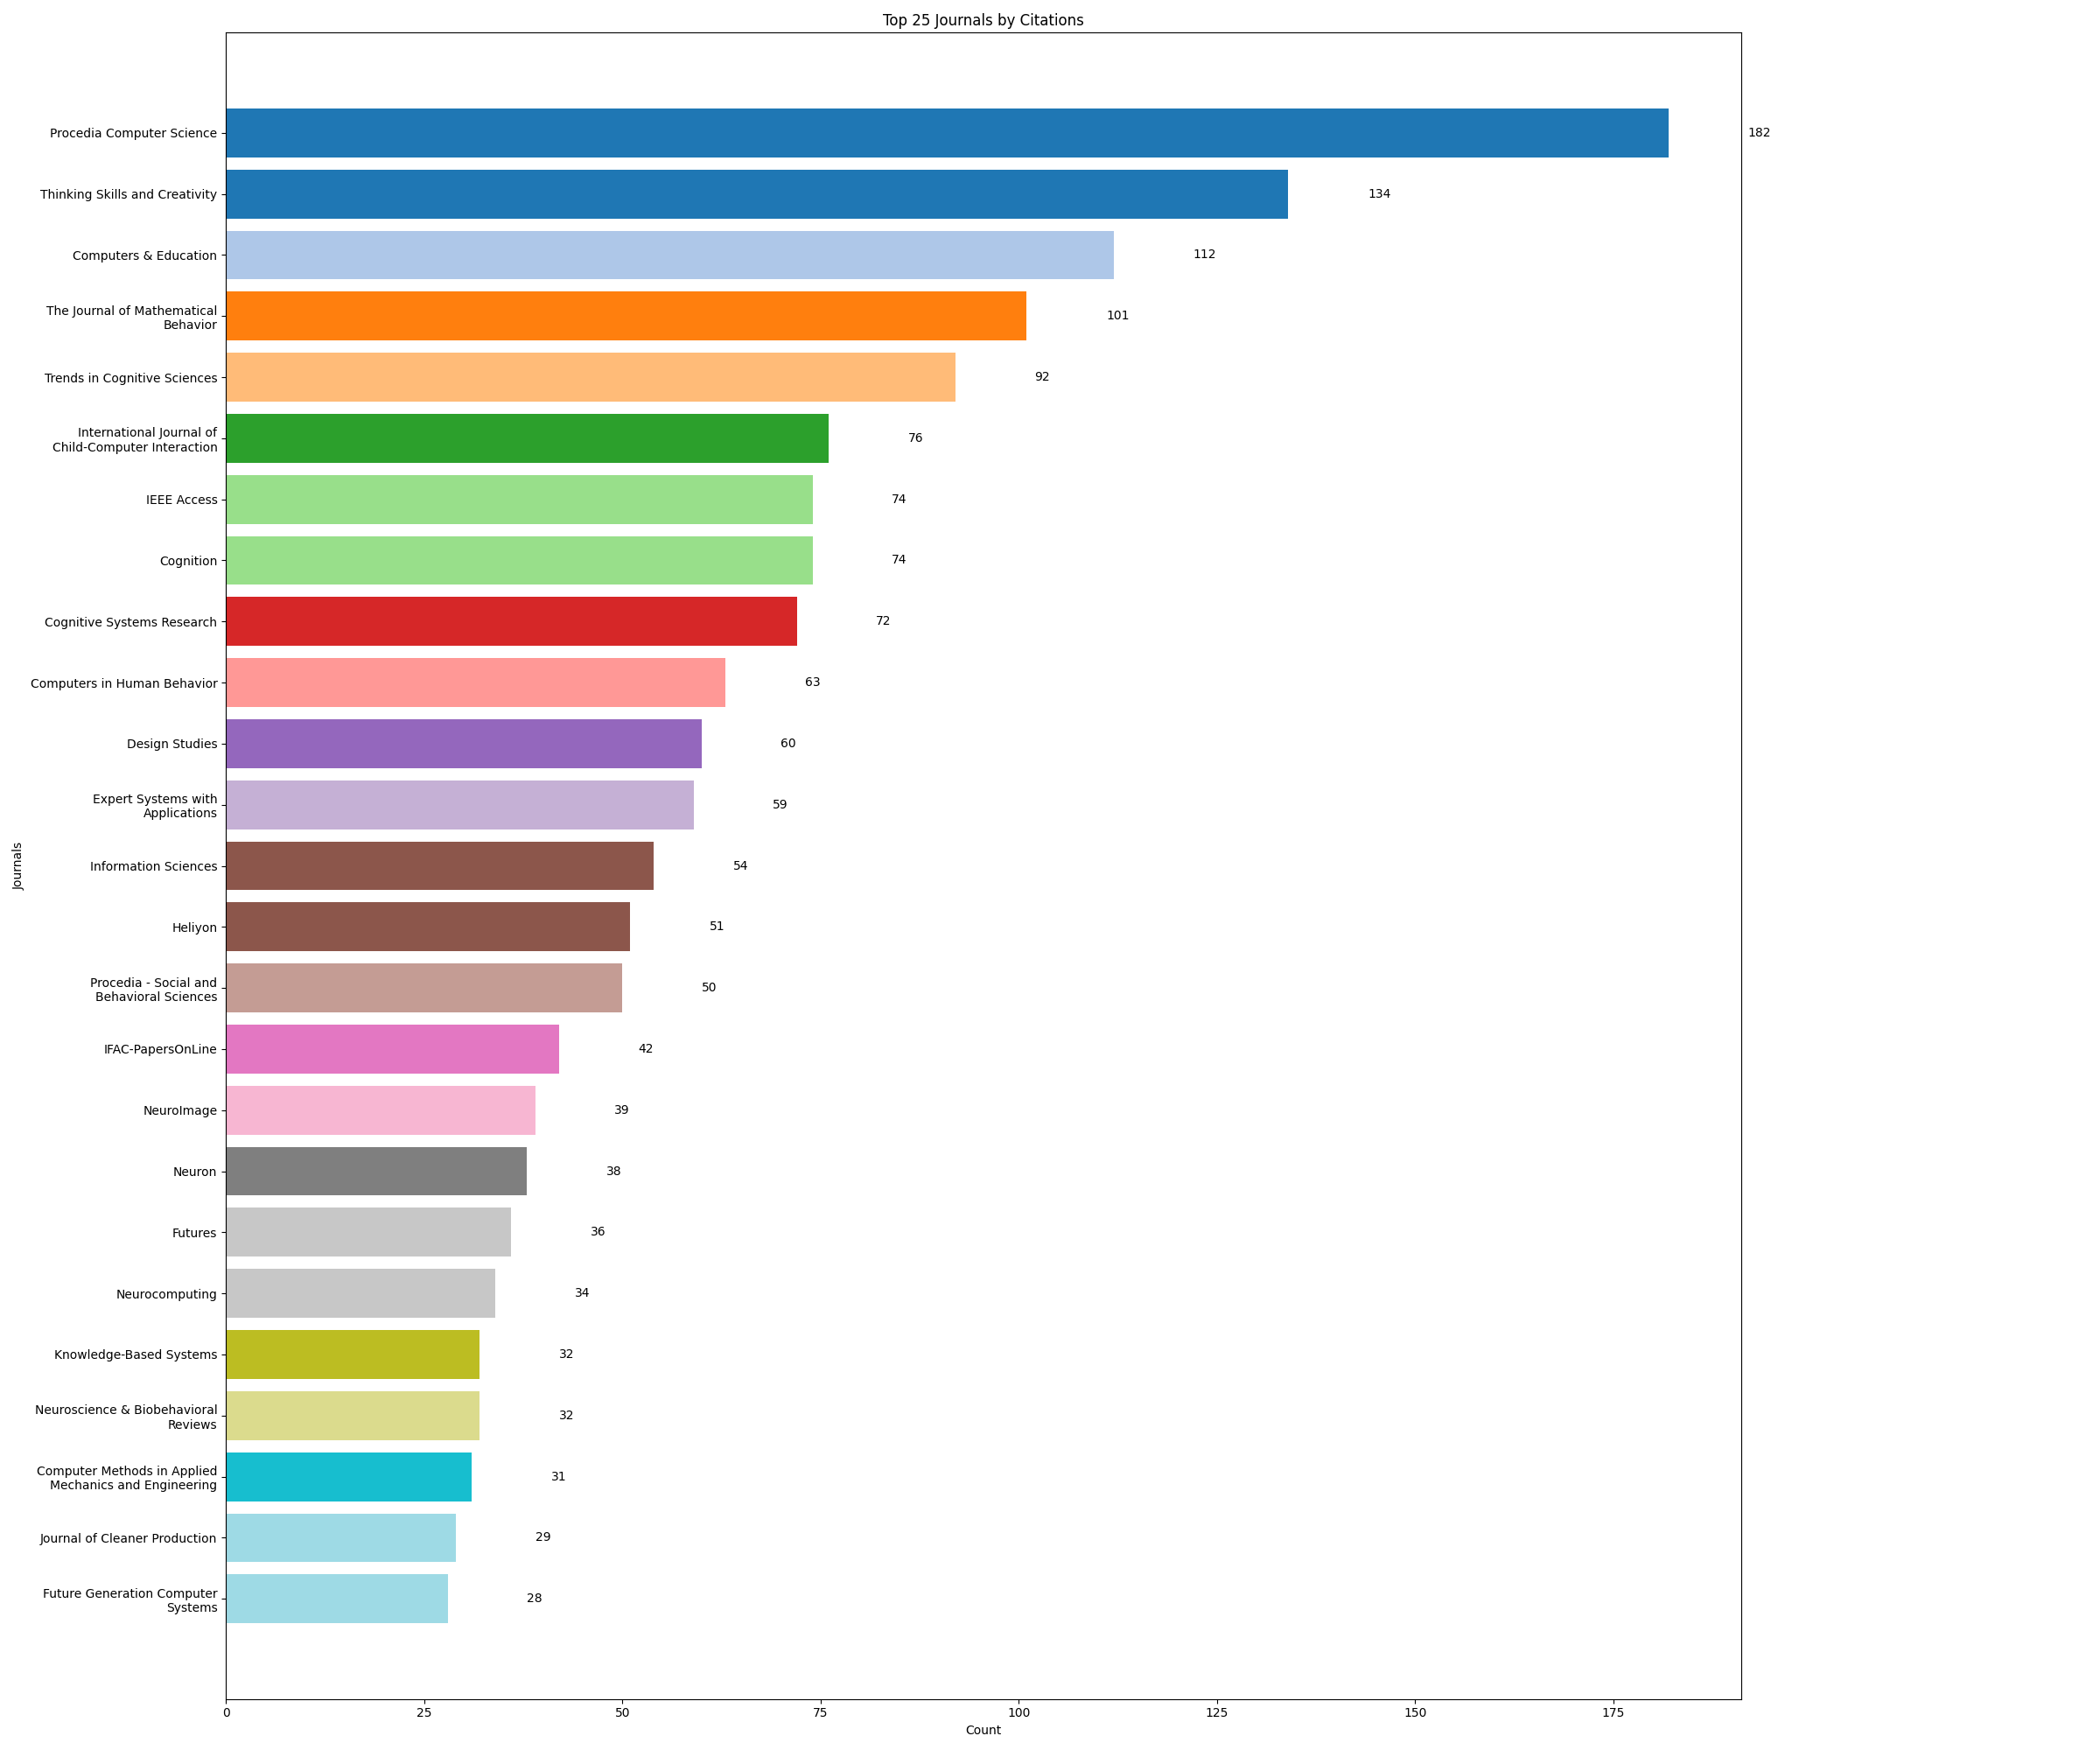 Top 25 Journals by Citations
Procedia Computer Science
182
Thinking Skills and Creativity
134
Computers & Education
112
The Journal of Mathematical
Behavior
101
Trends in Cognitive Sciences
92
International Journal of
Child-Computer Interaction
76
IEEE Access
74
Cognition
74
Cognitive Systems Research
72
Computers in Human Behavior
63
Design Studies
60
Expert Systems with
Applications
59
Information Sciences
54
Heliyon
51
Procedia - Social and
Behavioral Sciences
50
IFAC-PapersOnLine
42
NeuroImage
39
Neuron
38
Futures
36
Neurocomputing
34
Knowledge-Based Systems
32
Neuroscience & Biobehavioral
Reviews
32
Computer Methods in Applied
Mechanics and Engineering
31
Journal of Cleaner Production
29
Future Generation Computer
Systems
28
Journals
0 25 50 75 100 125 150 175
Count